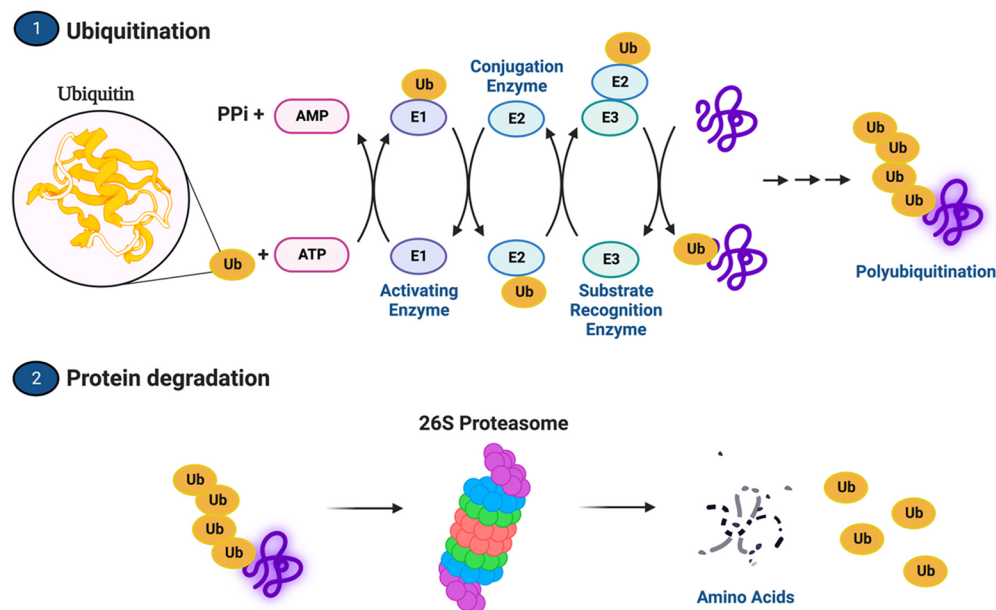 1 Ubiquitination
Ubiquitin
Ub
+
ATP
PPi +
AMP
Ub
E1
E1
Activating
Enzyme
Conjugation
Enzyme
E2
E2
Ub
Ub
E2
E3
E3
Substrate
Recognition
Enzyme
Ub
Ub
Ub
Ub
Ub
Polyubiquitination
2 Protein degradation
Ub
Ub
Ub
Ub
26S Proteasome
Amino Acids
Ub
Ub
Ub
Ub